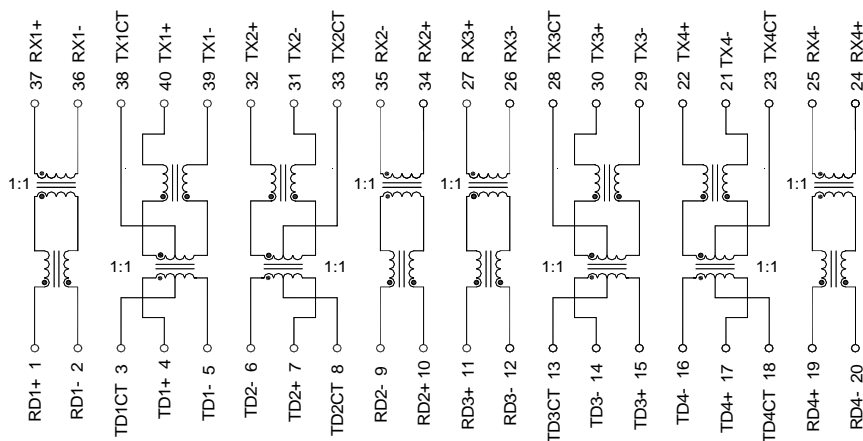 37 RX1+
36 RX1-
38 TX1CT
40 TX1+
39 TX1-
32 TX2+
31 TX2-
33 TX2CT
35 RX2-
34 RX2+
27 RX3+
26 RX3-
28 TX3CT
30 TX3+
29 TX3-
22 TX4+
21 TX4-
23 TX4CT
25 RX4-
24 RX4+
1:1
1:1
1:1
1:1
1:1
1:1
1:1
1:1
RD1+ 1
RD1- 2
TD1CT 3
TD1+ 4
TD1- 5
TD2- 6
TD2+ 7
TD2CT 8
RD2- 9
RD2+ 10
RD3+ 11
RD3- 12
TD3CT 13
TD3- 14
TD3+ 15
TD4- 16
TD4+ 17
TD4CT 18
RD4+ 19
RD4- 20